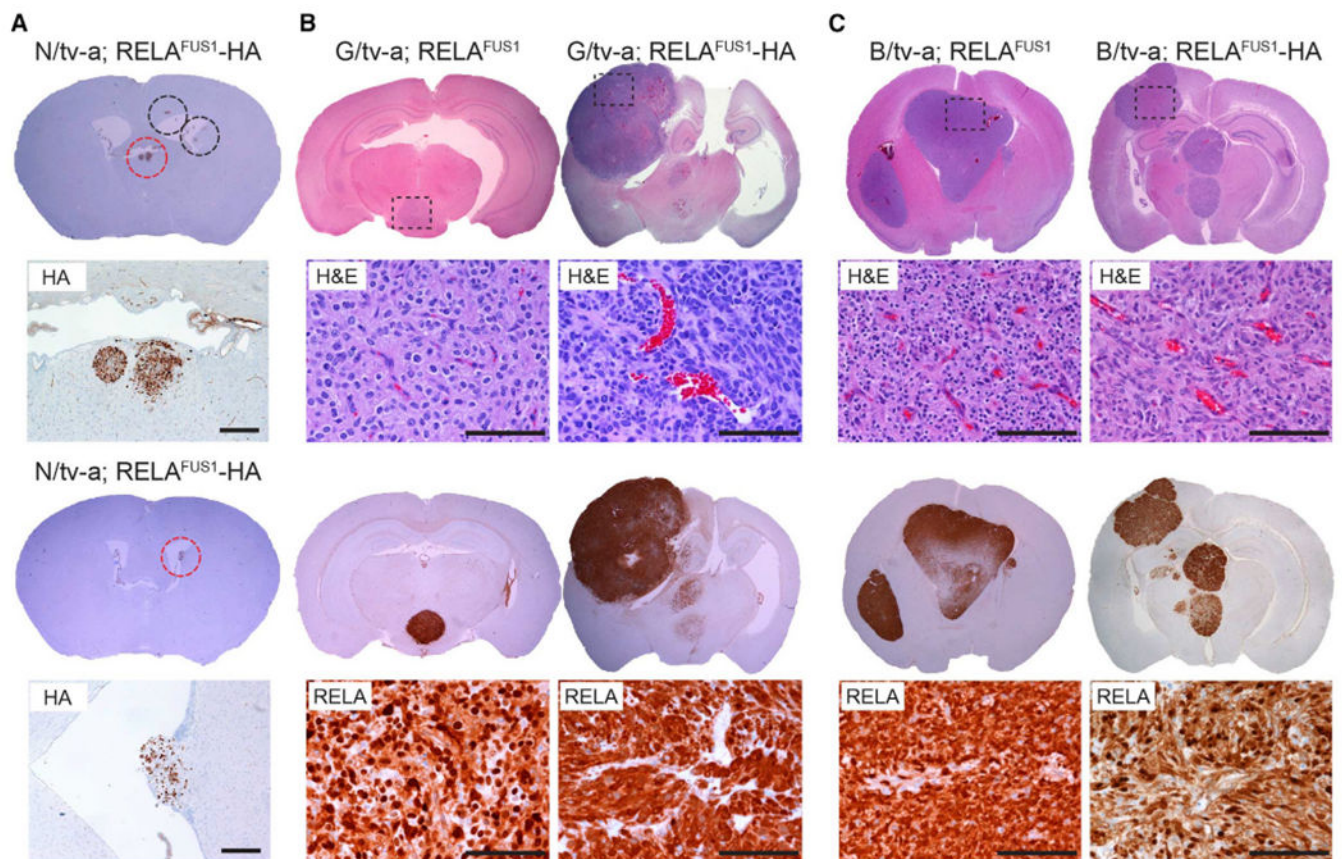 A
B
C
N/tv-a; RELA^FUS1-HA
G/tv-a; RELA^FUS1
G/tv-a; RELA^FUS1-HA
B/tv-a; RELA^FUS1
B/tv-a; RELA^FUS1-HA
HA
H&E
H&E
H&E
H&E
N/tv-a; RELA^FUS1-HA
HA
RELA
RELA
RELA
RELA